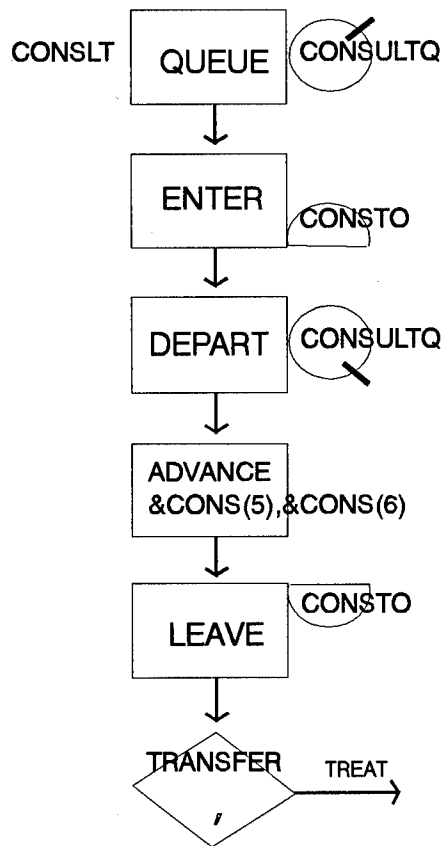 CONSLT QUEUE CONSULTQ
ENTER CONSTO
DEPART CONSULTQ
ADVANCE
&CONS(5),&CONS(6)
LEAVE CONSTO
TRANSFER TREAT
,